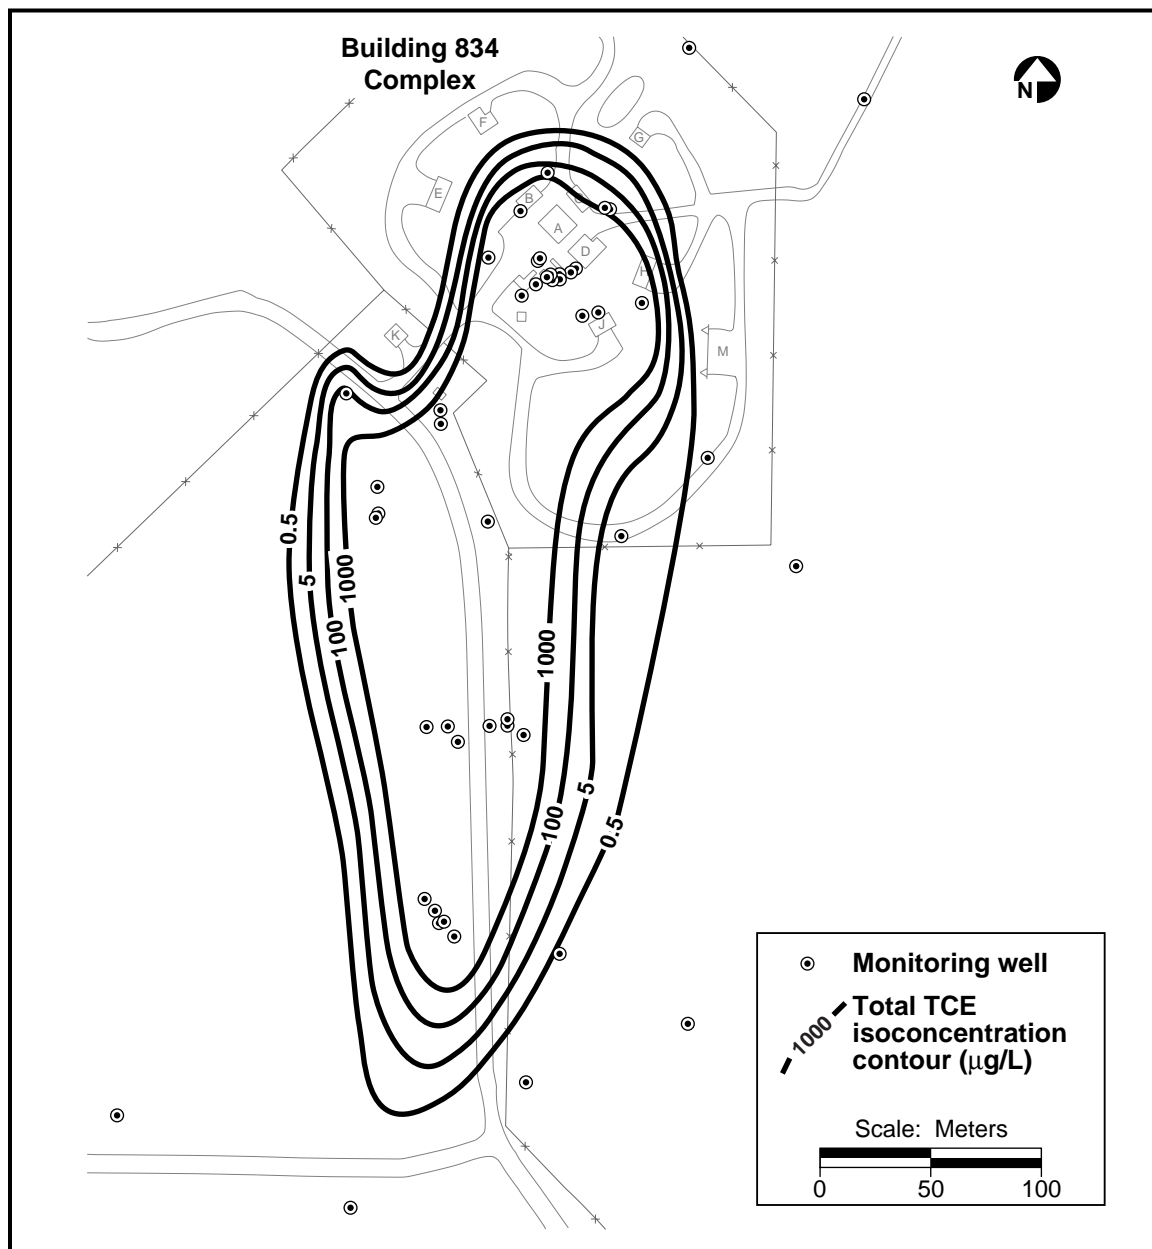 Building 834
Complex
N
F
G
E
B
C
A
D
H
K
J
M
0.5
5
1000
100
1000
5
100
0.5
Monitoring well
1000
Total TCE
isoconcentration
contour (µg/L)
Scale: Meters
0 50 100